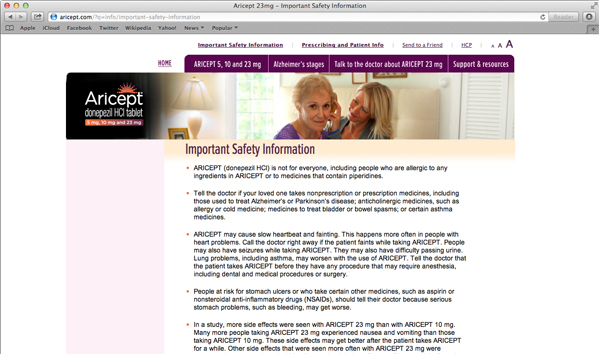 Aricept 23mg – Important Safety Information
aricept.com/?q=info/important-safety-information
Reader
Apple iCloud Facebook Twitter Wikipedia Yahoo! News Popular
Important Safety Information | Prescribing and Patient Info | Send to a Friend | HCP | A A A
HOME ARICEPT 5, 10 and 23 mg Alzheimer's stages Talk to the doctor about ARICEPT 23 mg Support & resources
Aricept
donepezil HCl tablet
5 mg, 10 mg and 23 mg
Important Safety Information
• ARICEPT (donepezil HCl) is not for everyone, including people who are allergic to any
ingredients in ARICEPT or to medicines that contain piperidines.
• Tell the doctor if your loved one takes nonprescription or prescription medicines, including
those used to treat Alzheimer's or Parkinson's disease; anticholinergic medicines, such as
allergy or cold medicine; medicines to treat bladder or bowel spasms; or certain asthma
medicines.
• ARICEPT may cause slow heartbeat and fainting. This happens more often in people with
heart problems. Call the doctor right away if the patient faints while taking ARICEPT. People
may also have seizures while taking ARICEPT. They may also have difficulty passing urine.
Lung problems, including asthma, may worsen with the use of ARICEPT. Tell the doctor that
the patient takes ARICEPT before they have any procedure that may require anesthesia,
including dental and medical procedures or surgery.
• People at risk for stomach ulcers or who take certain other medicines, such as aspirin or
nonsteroidal anti-inflammatory drugs (NSAIDs), should tell their doctor because serious
stomach problems, such as bleeding, may get worse.
• In a study, more side effects were seen with ARICEPT 23 mg than with ARICEPT 10 mg.
Many more people taking ARICEPT 23 mg experienced nausea and vomiting than those
taking ARICEPT 10 mg. These side effects may get better after the patient takes ARICEPT
for a while. Other side effects that were seen more often with ARICEPT 23 mg were